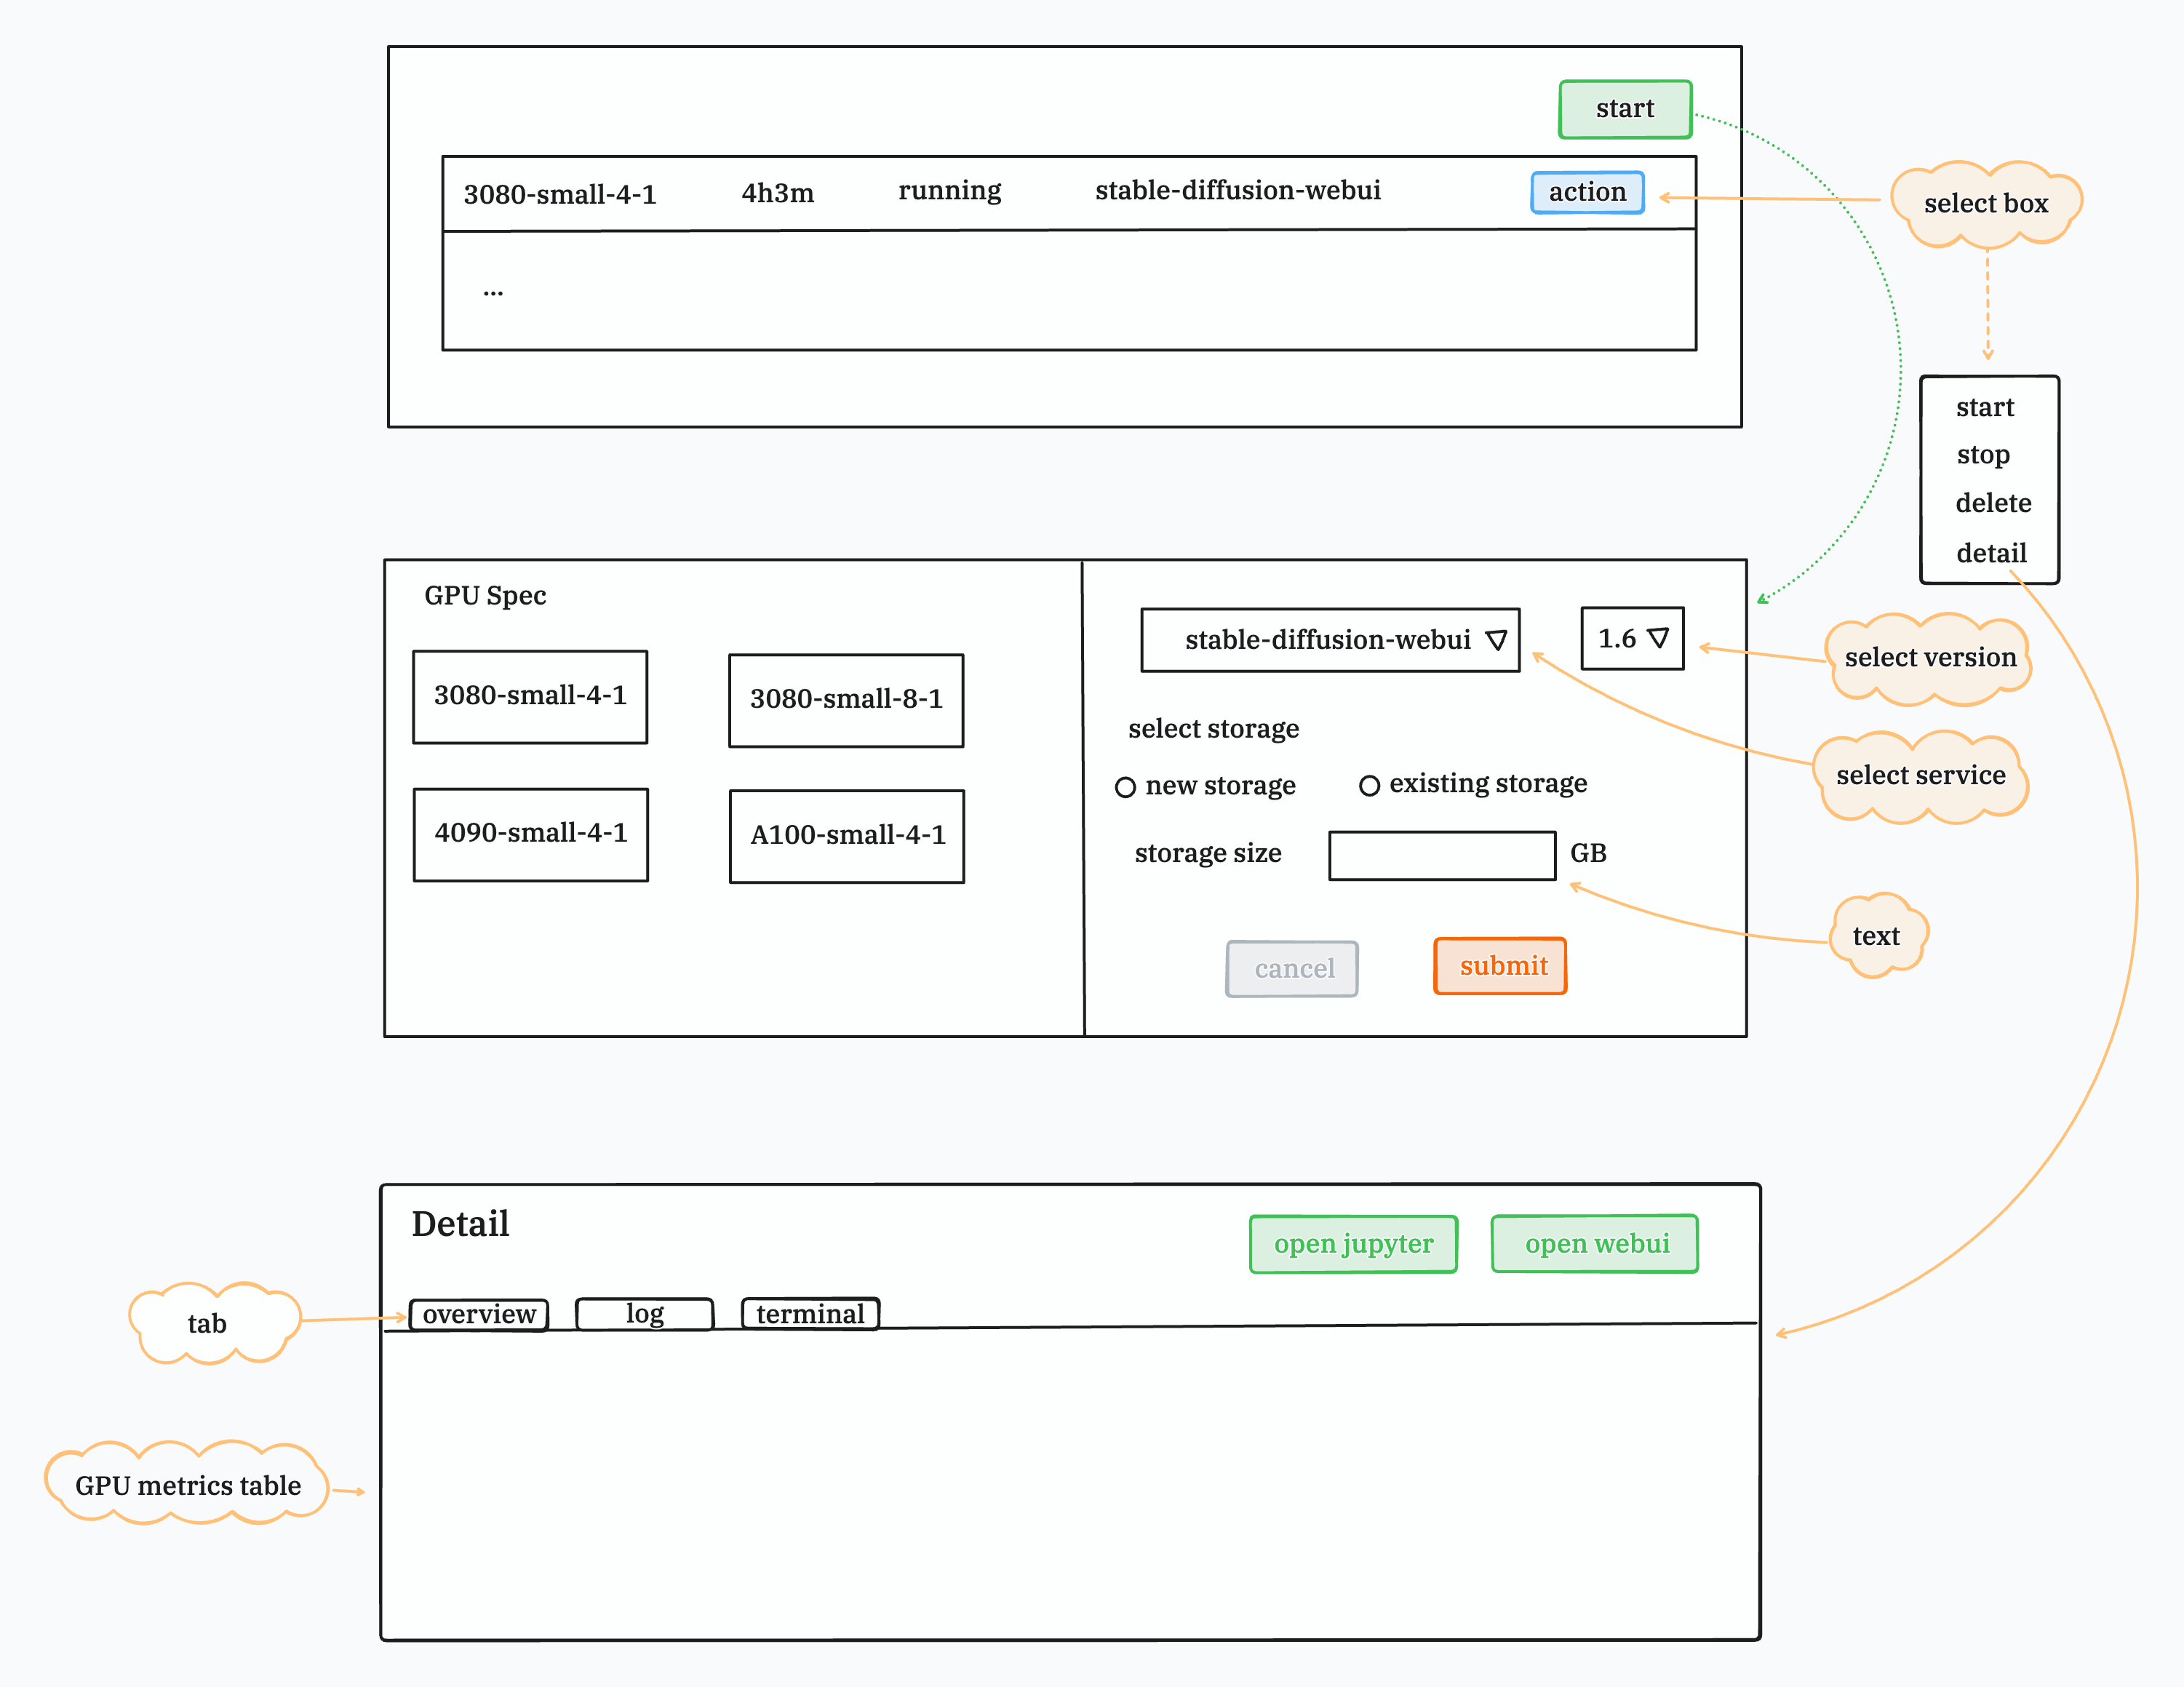 start
3080-small-4-1 4h3m running stable-diffusion-webui action
select box
...
start
stop
delete
detail
GPU Spec
3080-small-4-1 3080-small-8-1
4090-small-4-1 A100-small-4-1
stable-diffusion-webui 1.6
select version
select storage
select service
new storage existing storage
storage size GB
text
cancel submit
Detail
open jupyter open webui
tab
overview log terminal
GPU metrics table